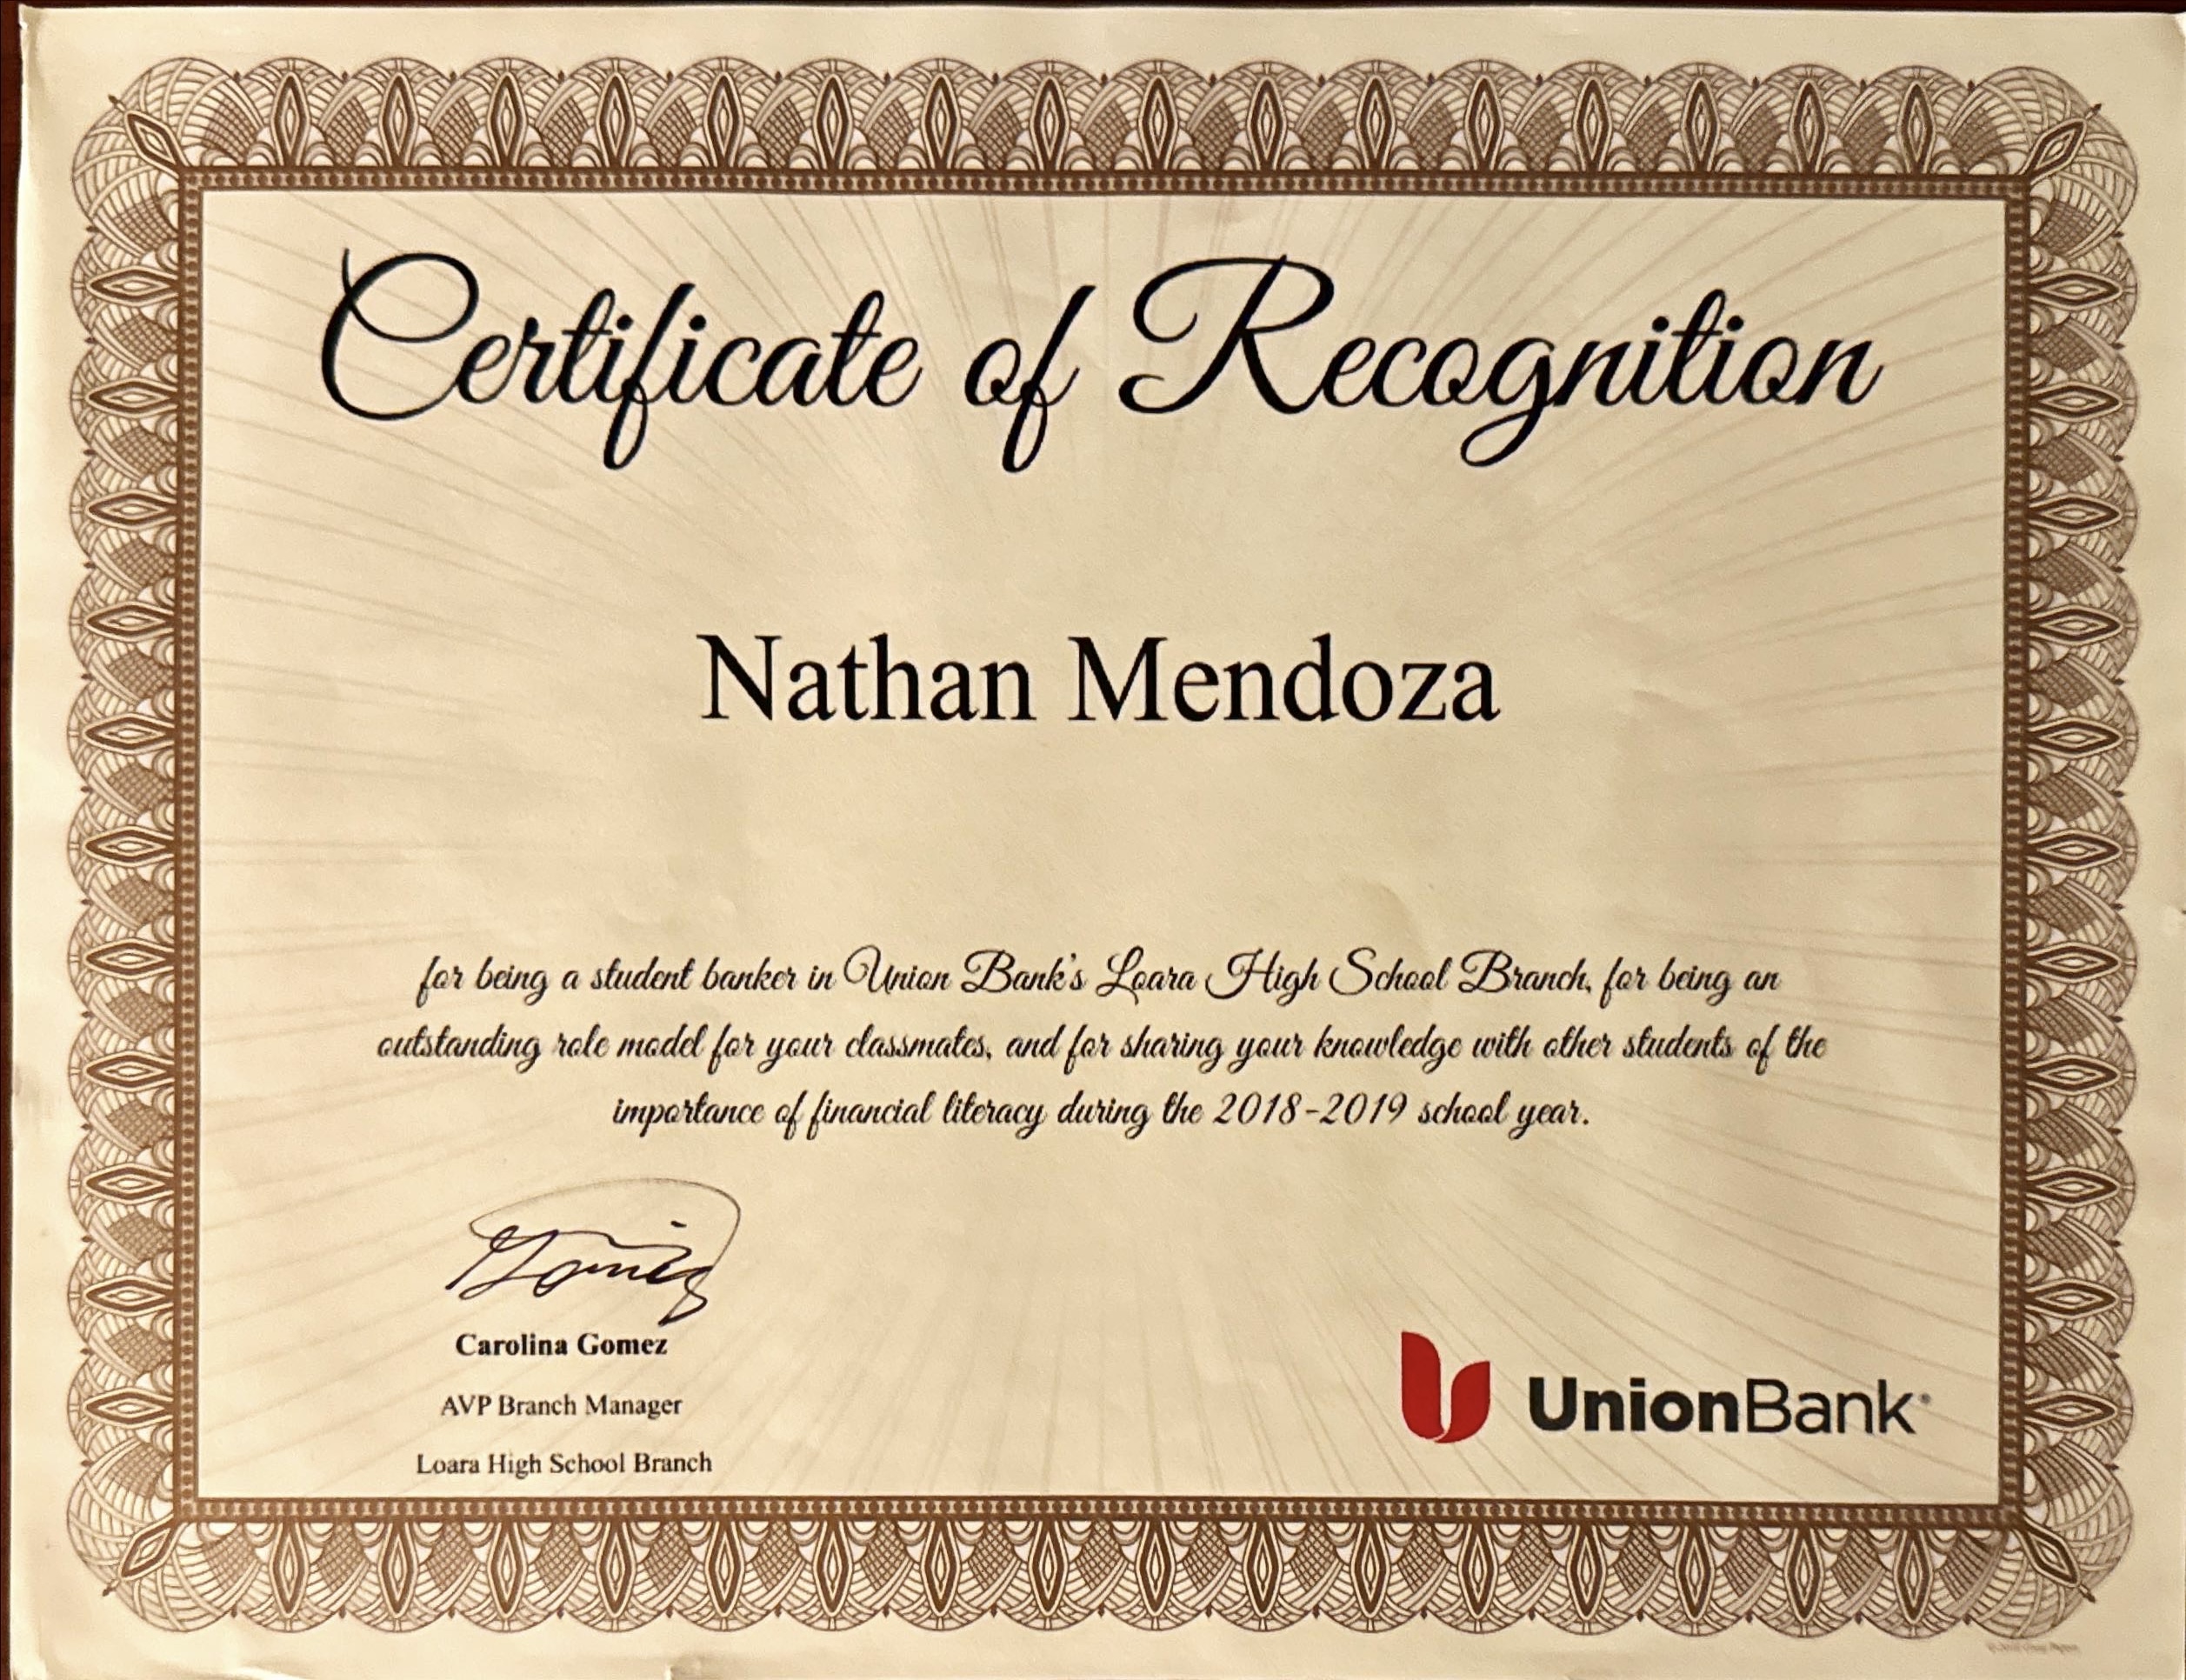 Certificate of Recognition
Nathan Mendoza
for being a student banker in Union Bank's Loara High School Branch, for being an
outstanding role model for your classmates, and for sharing your knowledge with other students of the
importance of financial literacy during the 2018-2019 school year.
Carolina Gomez
AVP Branch Manager
Loara High School Branch
UnionBank®